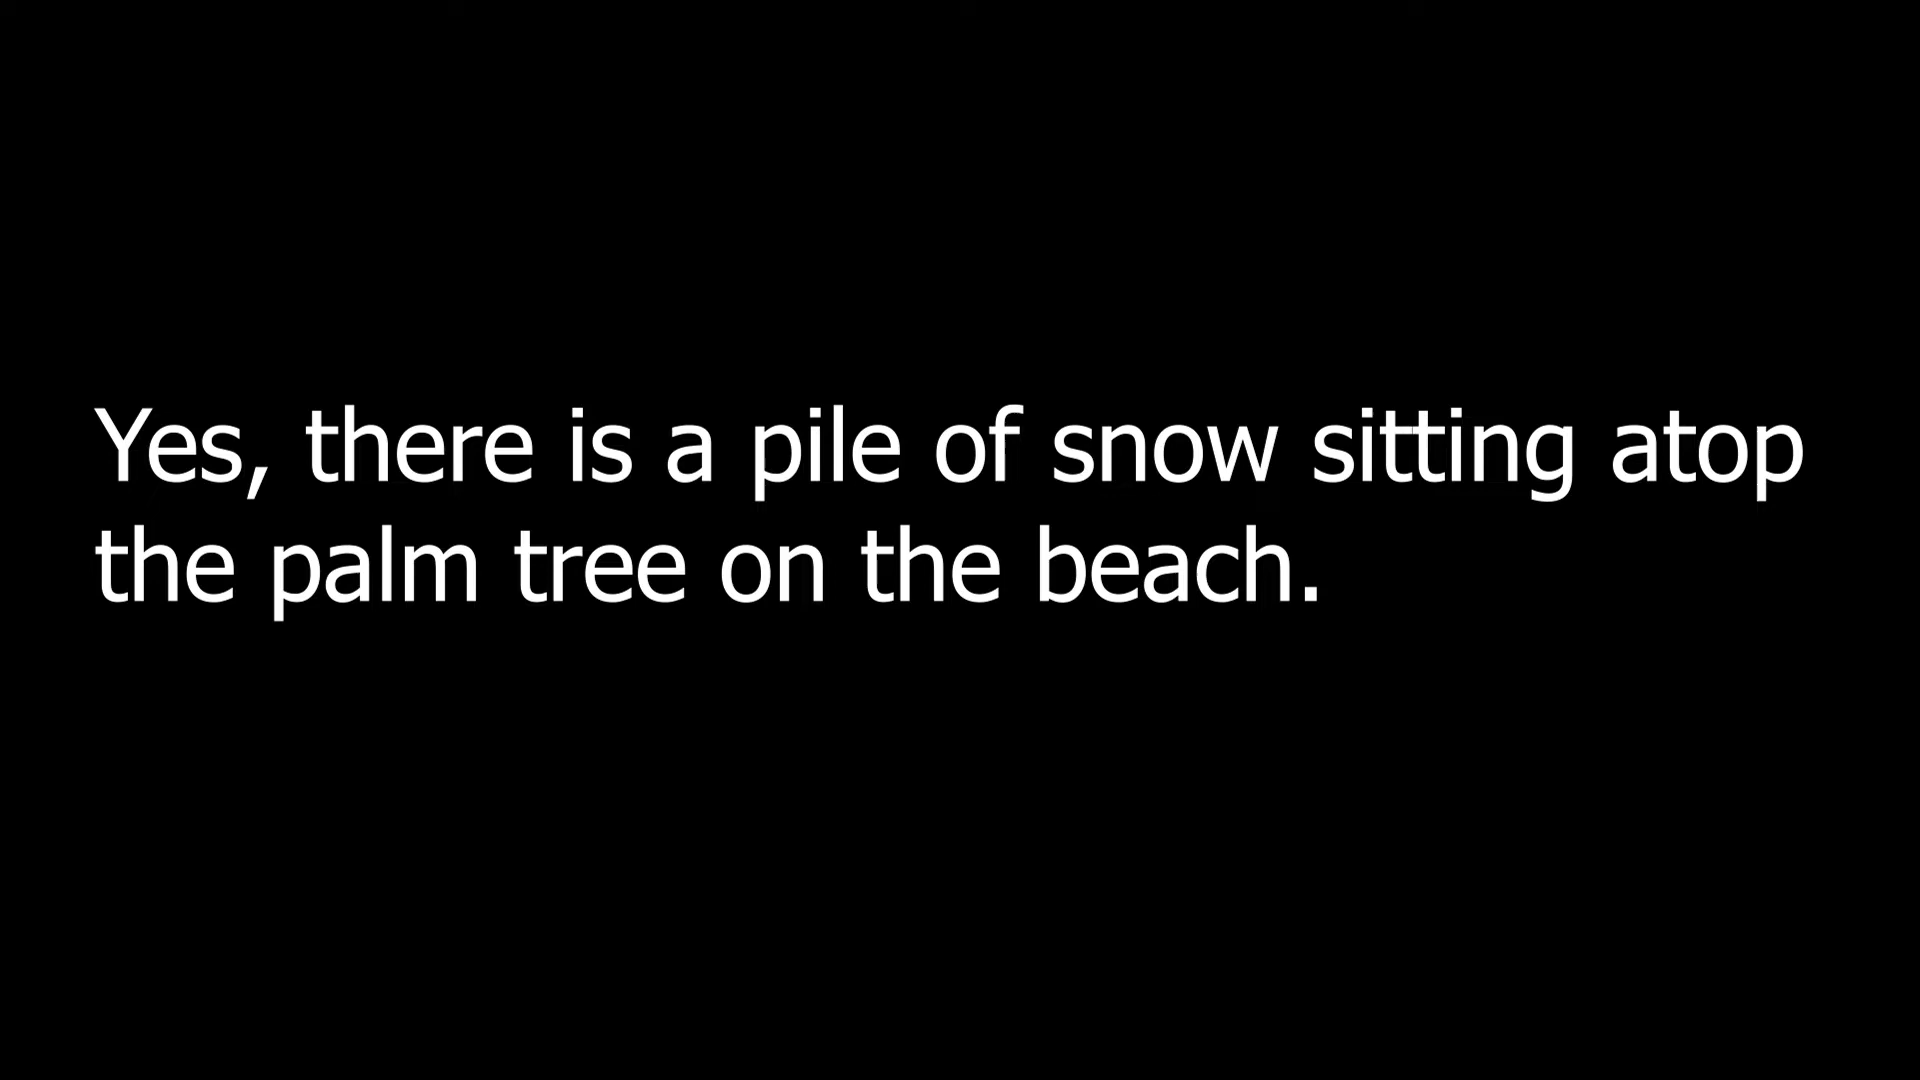 Yes, there is a pile of snow sitting atop
the palm tree on the beach.